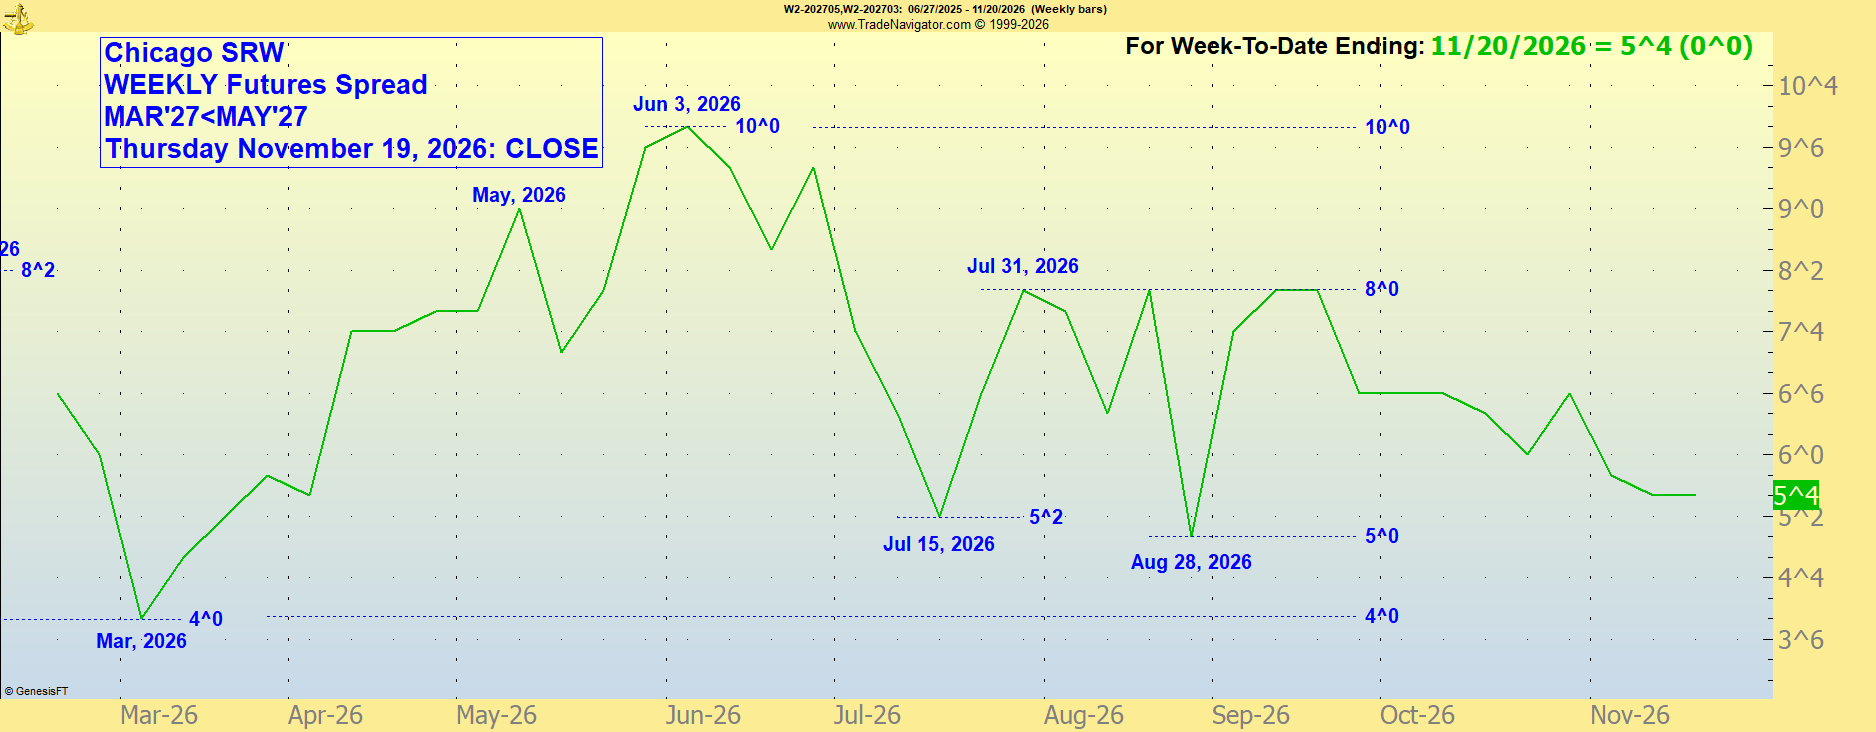 W2-202705,W2-202703: 06/27/2025 - 11/20/2026 (Weekly bars)
www.TradeNavigator.com © 1999-2026
Chicago SRW
WEEKLY Futures Spread
MAR'27<MAY'27
Thursday November 19, 2026: CLOSE
For Week-To-Date Ending: 11/20/2026 = 5^4 (0^0)
Jun 3, 2026
10^0
10^0
May, 2026
26
8^2
Jul 31, 2026
8^0
5^2
Jul 15, 2026
5^0
Aug 28, 2026
4^0
4^0
Mar, 2026
10^4
9^6
9^0
8^2
7^4
6^6
6^0
5^4
5^2
4^4
3^6
© GenesisFT
Mar-26 Apr-26 May-26 Jun-26 Jul-26 Aug-26 Sep-26 Oct-26 Nov-26